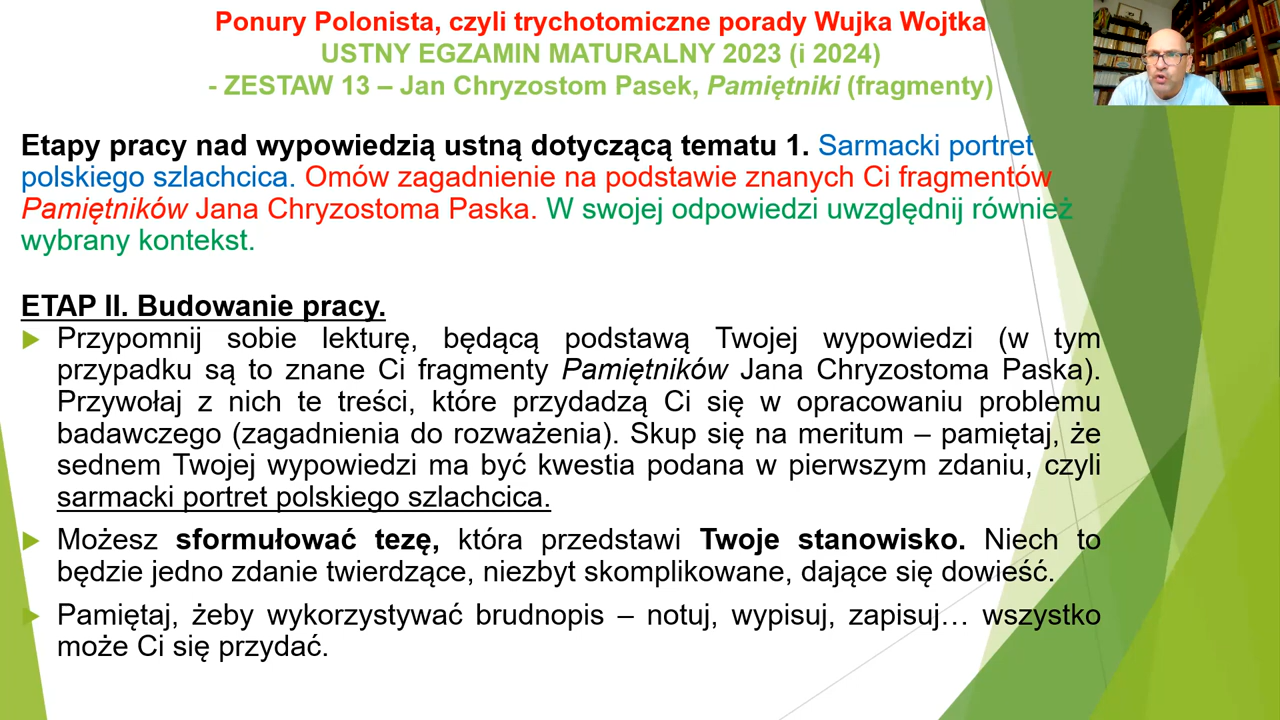 Ponury Polonista, czyli trychotomiczne porady Wujka Wojtka
USTNY EGZAMIN MATURALNY 2023 (i 2024)
- ZESTAW 13 – Jan Chryzostom Pasek, Pamiętniki (fragmenty)
Etapy pracy nad wypowiedzią ustną dotyczącą tematu 1. Sarmacki portret
polskiego szlachcica. Omów zagadnienie na podstawie znanych Ci fragmentów
Pamiętników Jana Chryzostoma Paska. W swojej odpowiedzi uwzględnij również
wybrany kontekst.
ETAP II. Budowanie pracy.
Przypomnij sobie lekturę, będącą podstawą Twojej wypowiedzi (w tym
przypadku są to znane Ci fragmenty Pamiętników Jana Chryzostoma Paska).
Przywołaj z nich te treści, które przydadzą Ci się w opracowaniu problemu
badawczego (zagadnienia do rozważenia). Skup się na meritum – pamiętaj, że
sednem Twojej wypowiedzi ma być kwestia podana w pierwszym zdaniu, czyli
sarmacki portret polskiego szlachcica.
Możesz sformułować tezę, która przedstawi Twoje stanowisko. Niech to
będzie jedno zdanie twierdzące, niezbyt skomplikowane, dające się dowieść.
Pamiętaj, żeby wykorzystywać brudnopis – notuj, wypisuj, zapisuj… wszystko
może Ci się przydać.